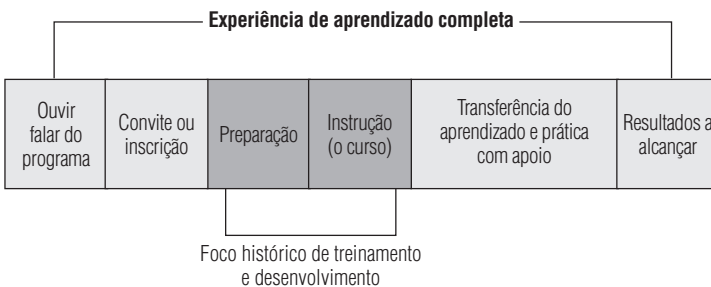 Experiência de aprendizado completa
Ouvir
falar do
programa
Convite ou
inscrição
Preparação
Instrução
(o curso)
Transferência do
aprendizado e prática
com apoio
Resultados a
alcançar
Foco histórico de treinamento
e desenvolvimento